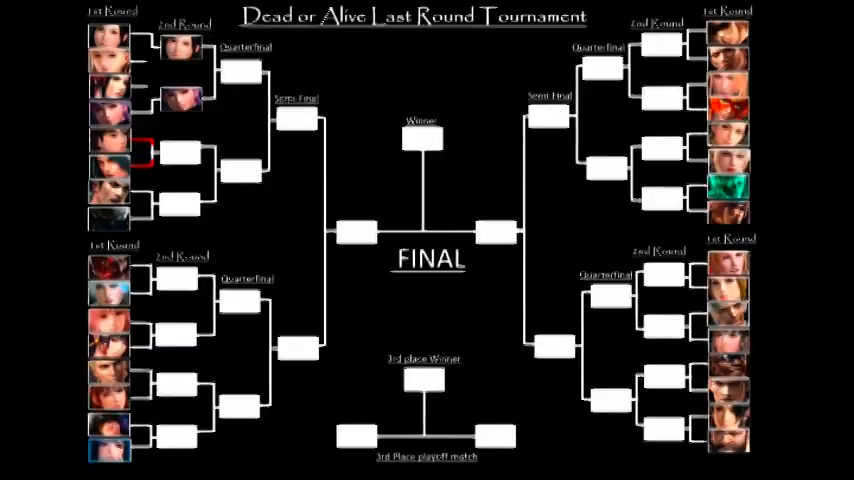 Dead or Alive Last Round Tournament
1st Round
2nd Round
Quarterfinal
Semi Final
Winner
Semi Final
Quarterfinal
2nd Round
1st Round
FINAL
1st Round
2nd Round
Quarterfinal
3rd place Winner
3rd Place playoff match
Quarterfinal
2nd Round
1st Round